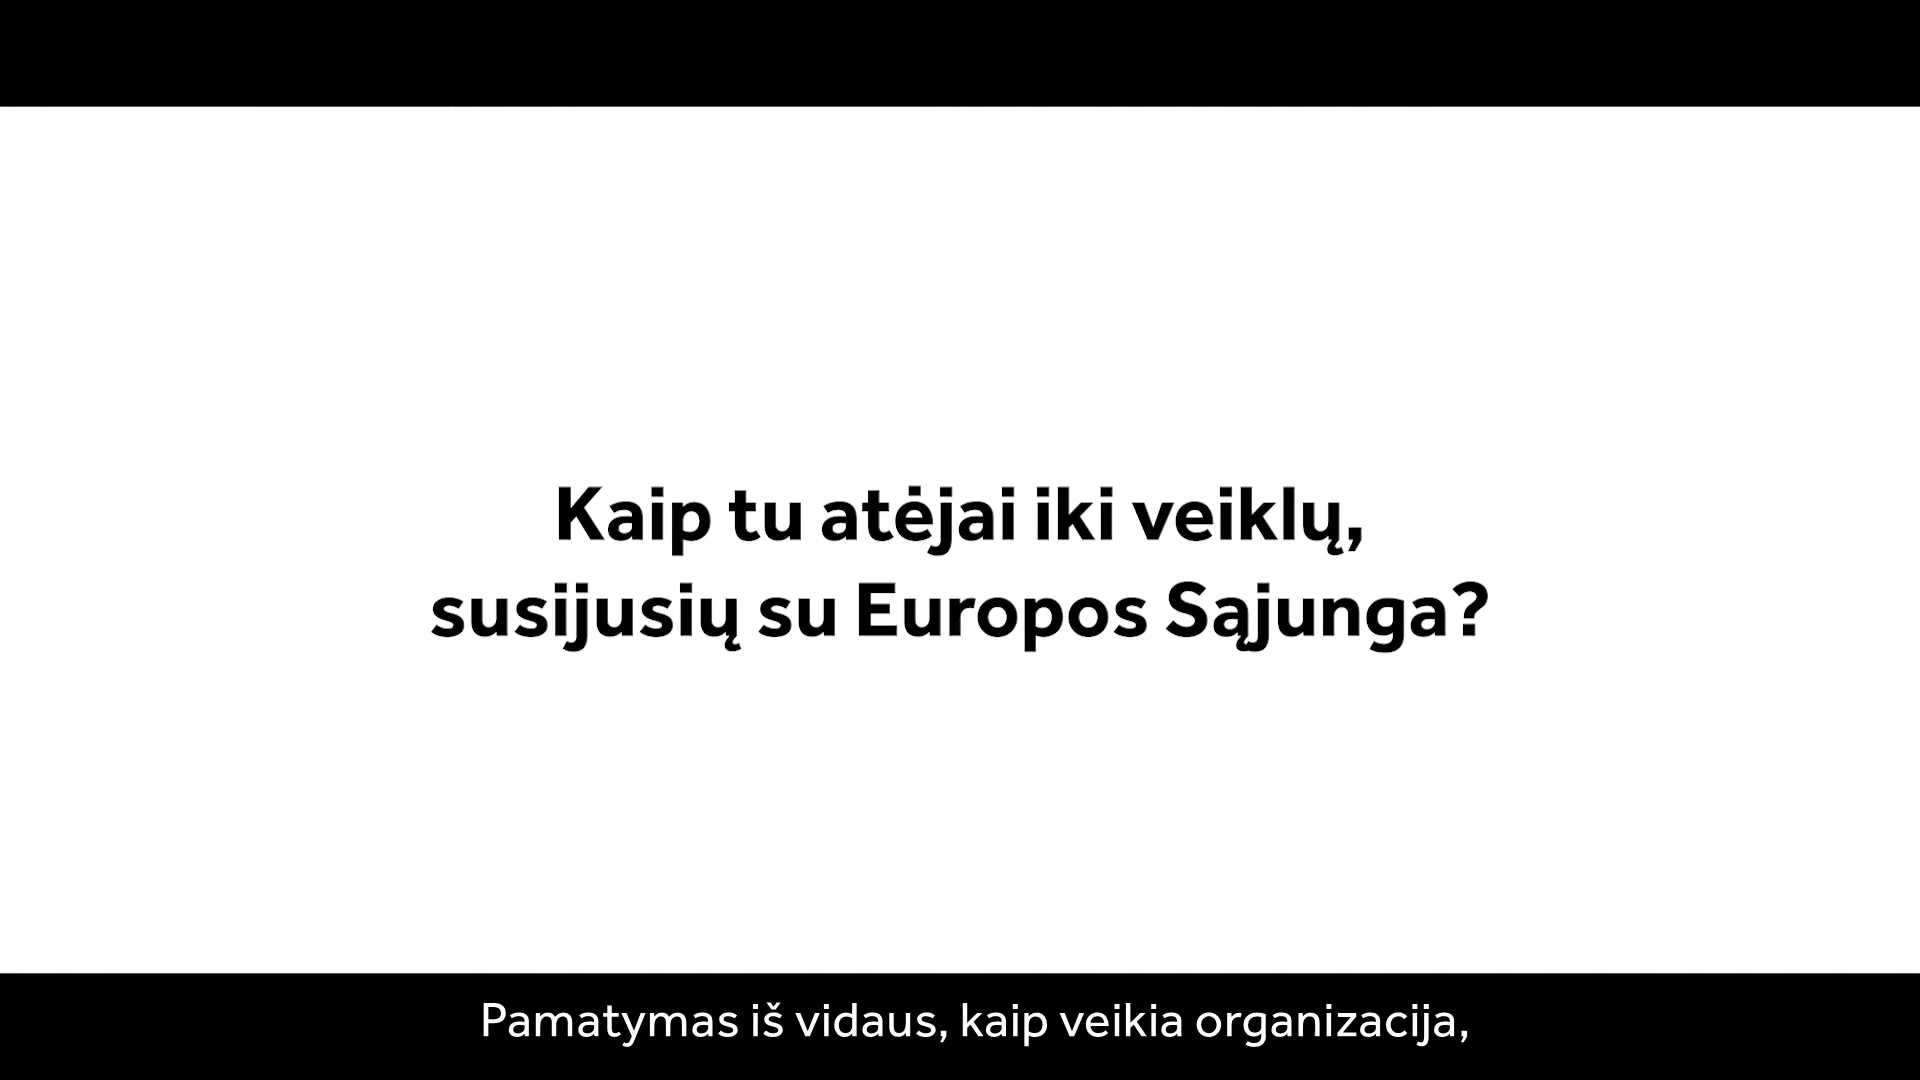 Kaip tu atėjai iki veiklų,
susijusių su Europos Sąjunga?
Pamatymas iš vidaus, kaip veikia organizacija,